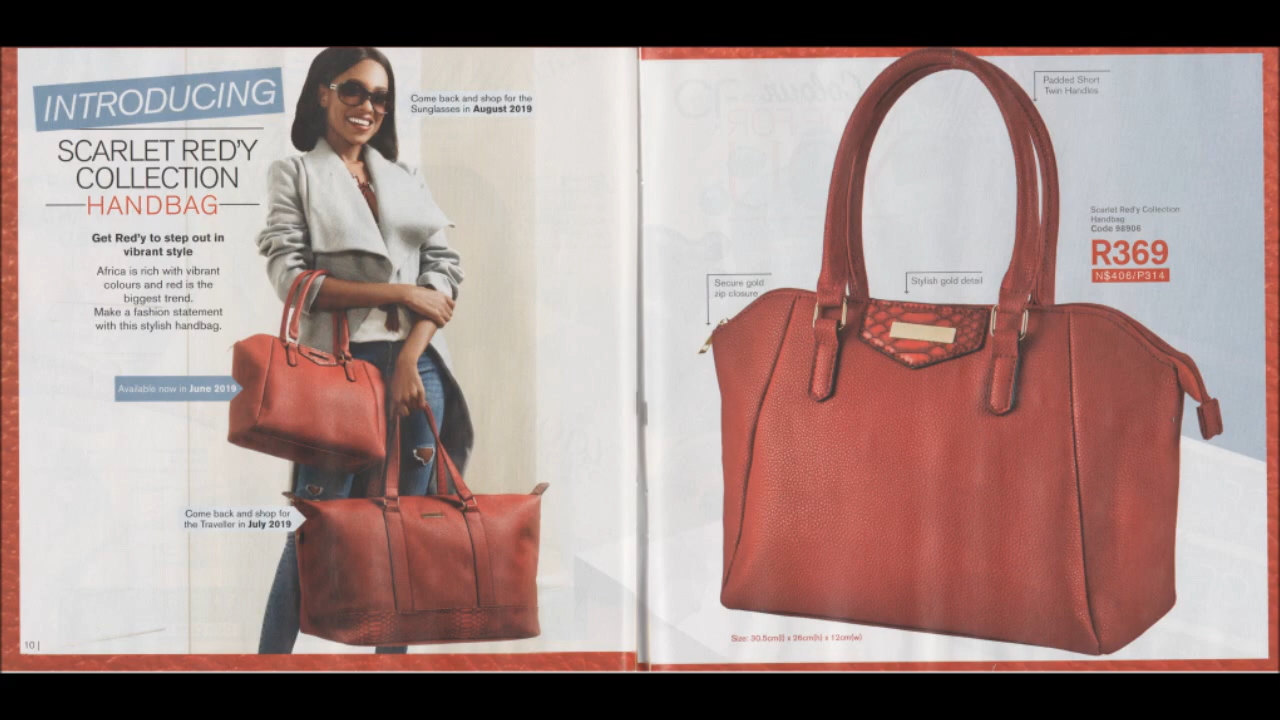 INTRODUCING
SCARLET RED'Y
COLLECTION
HANDBAG
Get Red'y to step out in
vibrant style
Africa is rich with vibrant
colours and red is the
biggest trend.
Make a fashion statement
with this stylish handbag.
Come back and shop for the
Sunglasses in August 2019
Available now in June 2019
Come back and shop for
the Traveller in July 2019
10 |
Padded Short
Twin Handles
Scarlet Red'y Collection
Handbag
Code 98906
R369
N$406/P314
Secure gold
zip closure
Stylish gold detail
Size: 30.5cm(l) x 26cm(h) x 12cm(w)